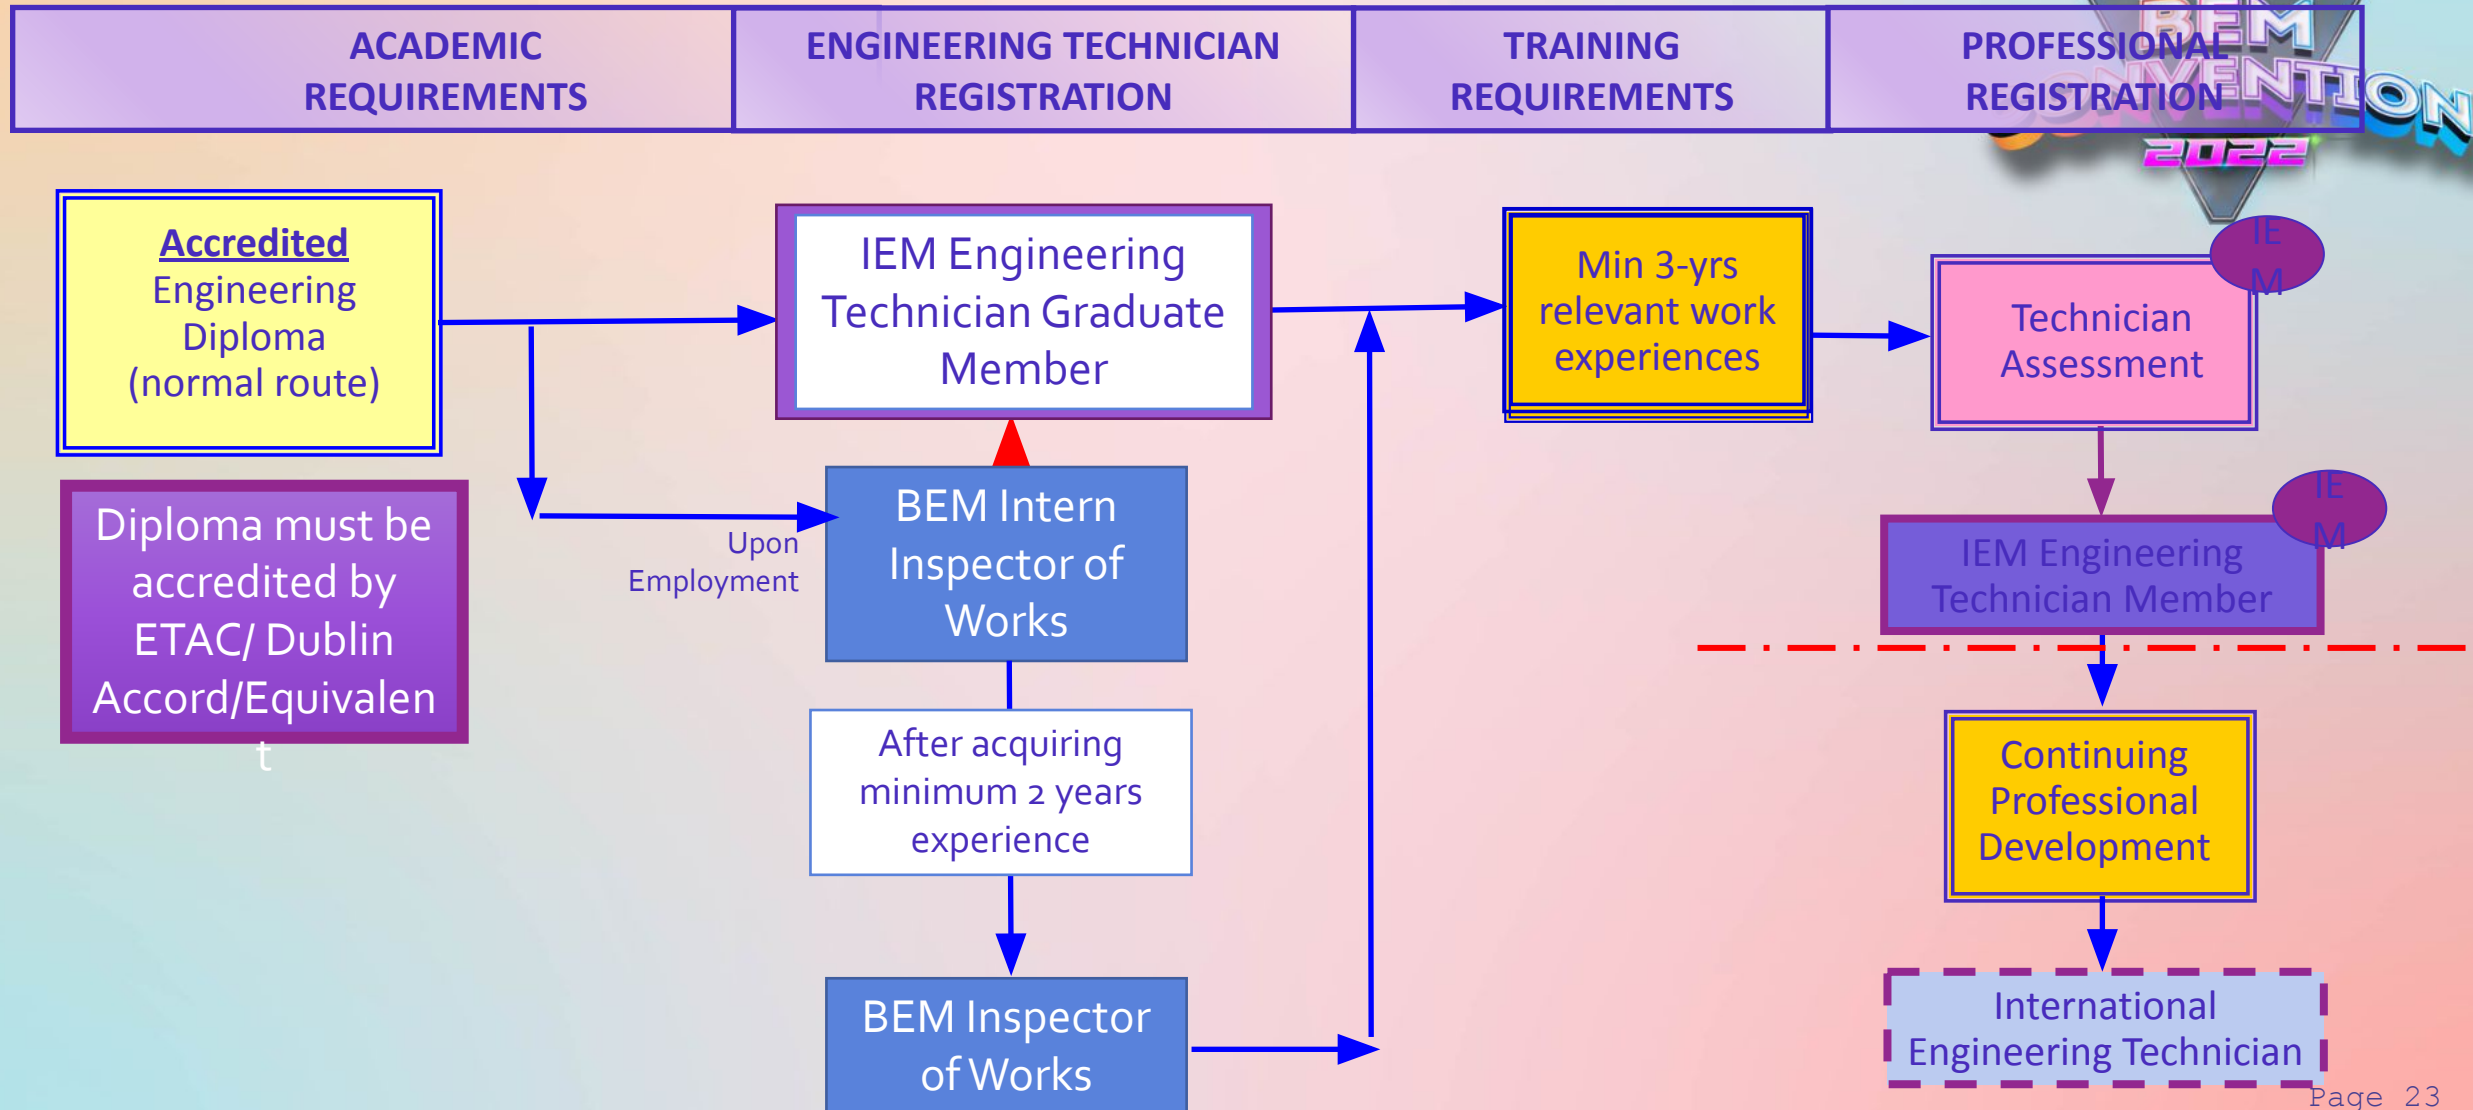 ACADEMIC
REQUIREMENTS
ENGINEERING TECHNICIAN
REGISTRATION
TRAINING
REQUIREMENTS
PROFESSIONAL
REGISTRATION
BEM
CONVENTION
2022
Accredited
Engineering
Diploma
(normal route)
Diploma must be
accredited by
ETAC/ Dublin
Accord/Equivalen
t
IEM Engineering
Technician Graduate
Member
Upon
Employment
BEM Intern
Inspector of
Works
After acquiring
minimum 2 years
experience
BEM Inspector
of Works
Min 3-yrs
relevant work
experiences
IE
M
Technician
Assessment
IE
M
IEM Engineering
Technician Member
Continuing
Professional
Development
International
Engineering Technician
Page 23